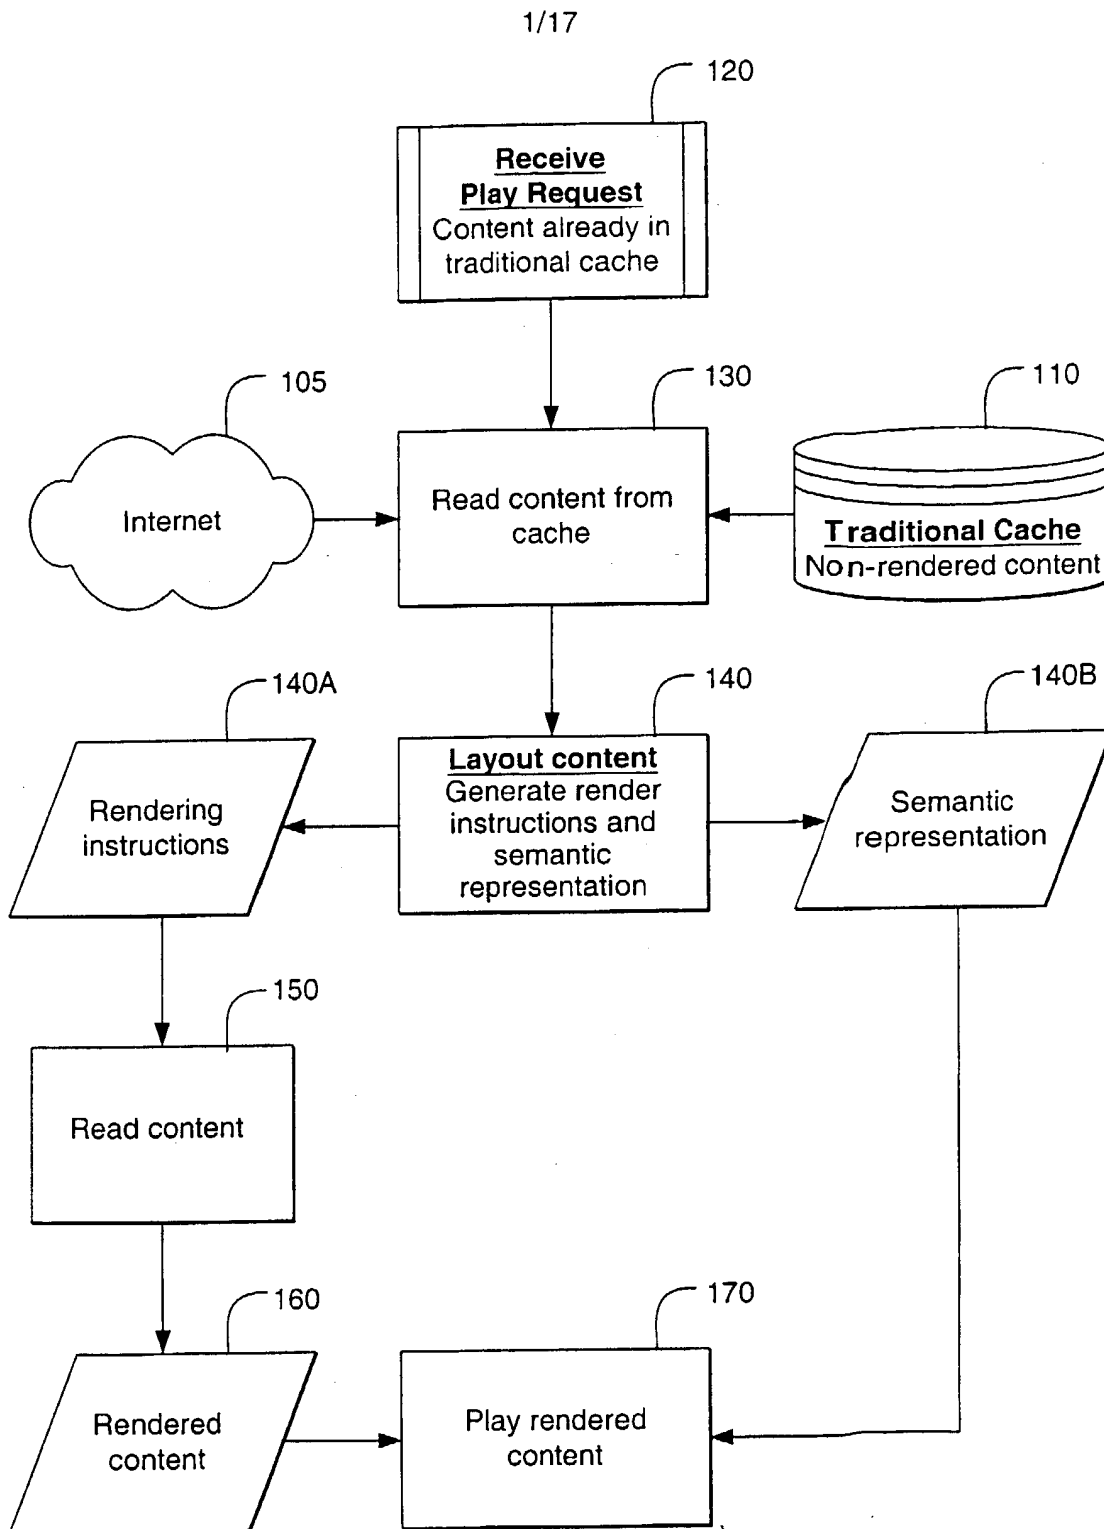 1/17
120
Receive
Play Request
Content already in
traditional cache
105
130
110
Internet
Read content from
cache
Traditional Cache
Non-rendered content
140A
140
140B
Rendering
instructions
Layout content
Generate render
instructions and
semantic
representation
Semantic
representation
150
Read content
160
170
Rendered
content
Play rendered
content